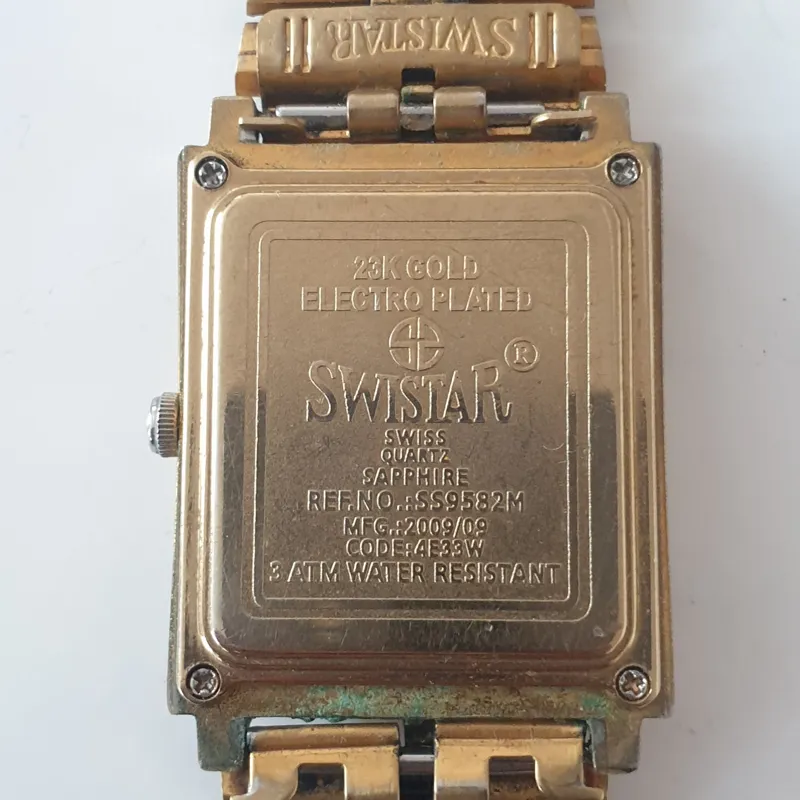 SWISTAR
23K GOLD
ELECTRO PLATED
SWISTAR ®
SWISS
QUARTZ
SAPPHIRE
REF.NO.:SS9582M
MFG.:2009/09
CODE:4E33W
3 ATM WATER RESISTANT